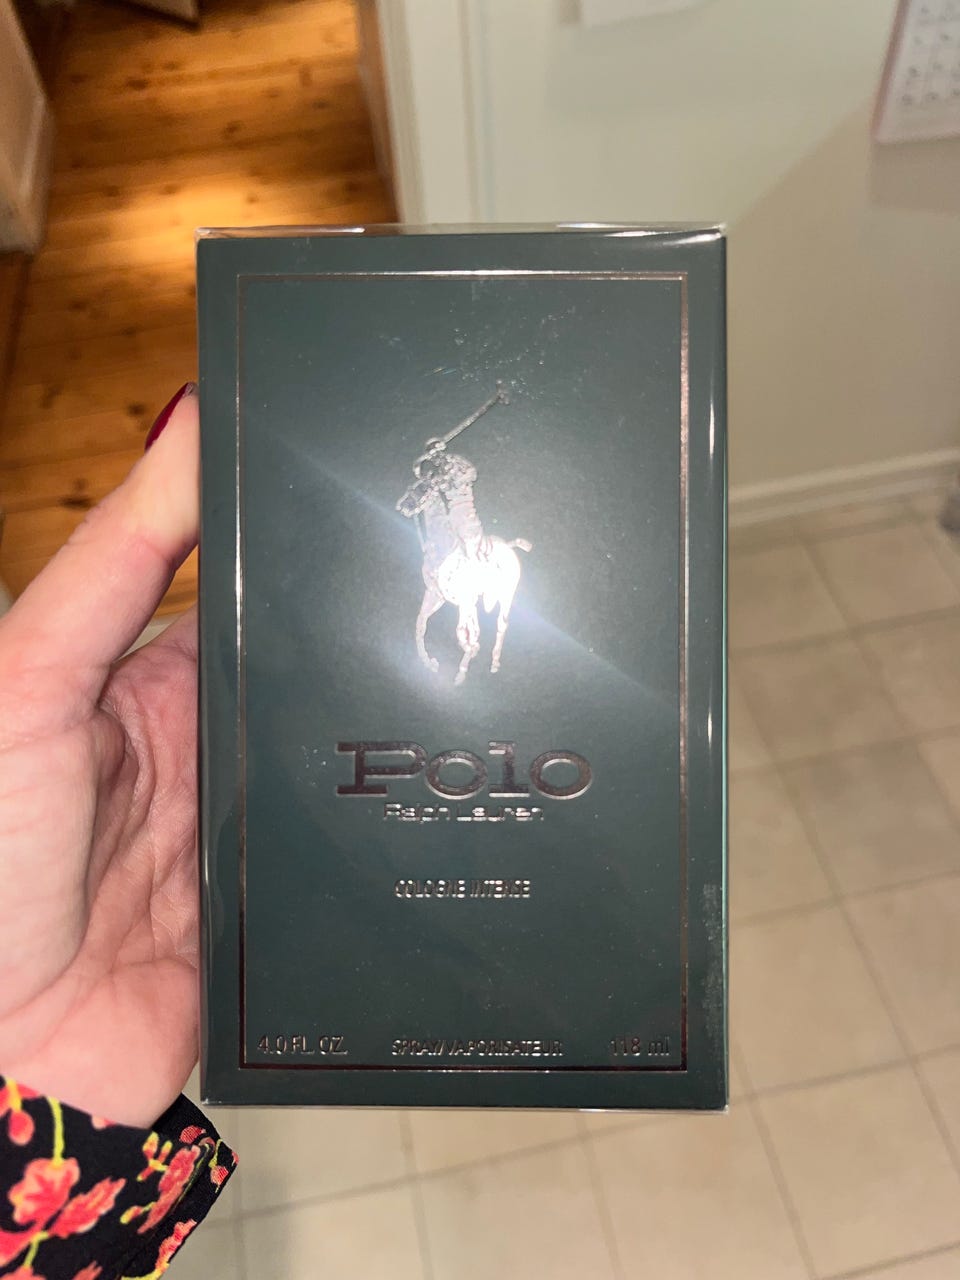 Polo
Ralph Lauren
COLOGNE INTENSE
4.0 FL. OZ. SPRAY/VAPORISATEUR 118 ml